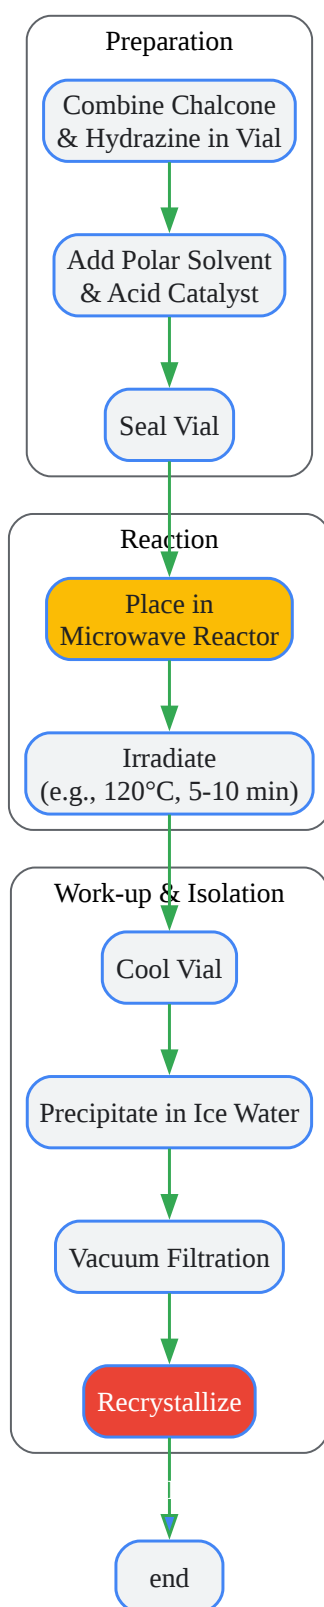 Preparation
Combine Chalcone
& Hydrazine in Vial
Add Polar Solvent
& Acid Catalyst
Seal Vial
Reaction
Place in
Microwave Reactor
Irradiate
(e.g., 120°C, 5-10 min)
Work-up & Isolation
Cool Vial
Precipitate in Ice Water
Vacuum Filtration
Recrystallize
end